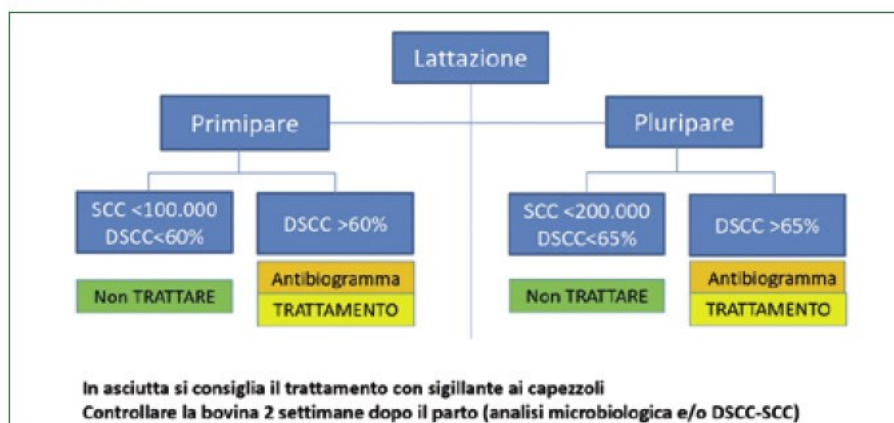 Lattazione
Primipare
Pluripare
SCC <100.000
DSCC<60%
DSCC >60%
SCC <200.000
DSCC<65%
DSCC >65%
Non TRATTARE
Antibiogramma
TRATTAMENTO
Non TRATTARE
Antibiogramma
TRATTAMENTO
In asciutta si consiglia il trattamento con sigillante ai capezzoli
Controllare la bovina 2 settimane dopo il parto (analisi microbiologica e/o DSCC-SCC)